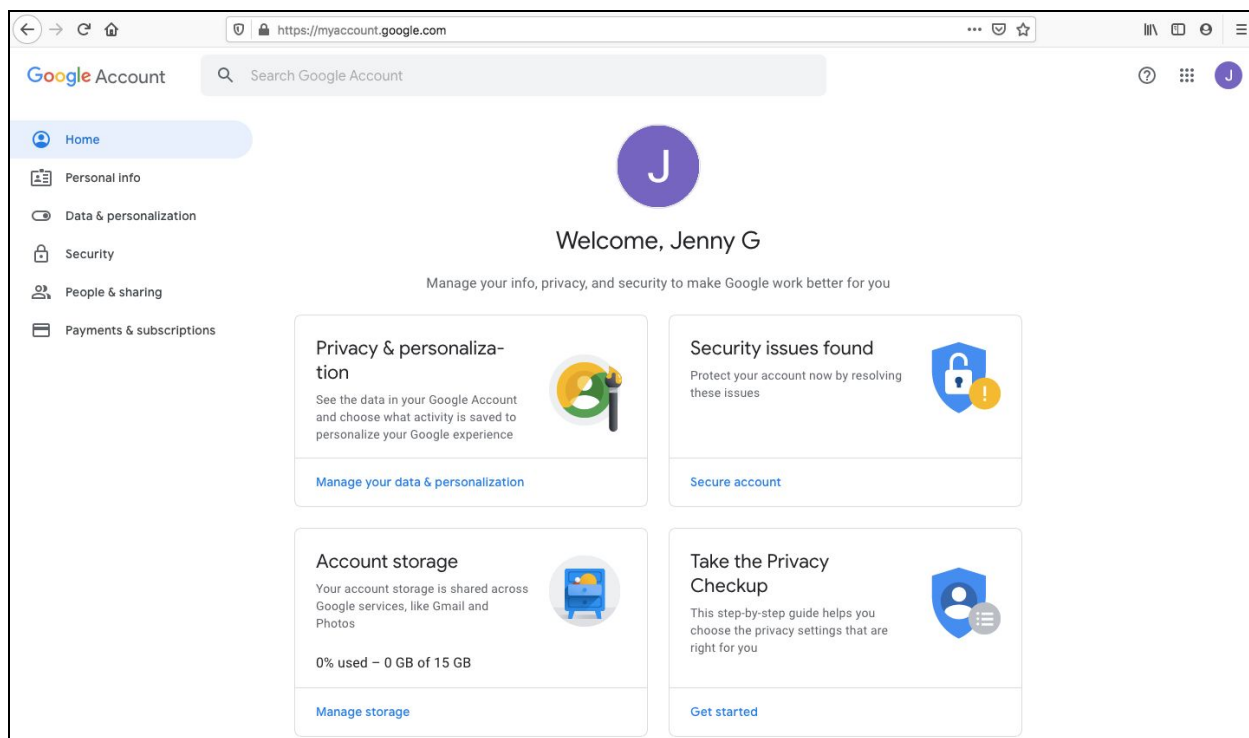 https://myaccount.google.com
Google Account
Search Google Account
J
Home
Personal info
Data & personalization
Security
People & sharing
Payments & subscriptions
J
Welcome, Jenny G
Manage your info, privacy, and security to make Google work better for you
Privacy & personaliza-
tion
See the data in your Google Account
and choose what activity is saved to
personalize your Google experience
Manage your data & personalization
Security issues found
Protect your account now by resolving
these issues
Secure account
Account storage
Your account storage is shared across
Google services, like Gmail and
Photos
0% used – 0 GB of 15 GB
Manage storage
Take the Privacy
Checkup
This step-by-step guide helps you
choose the privacy settings that are
right for you
Get started